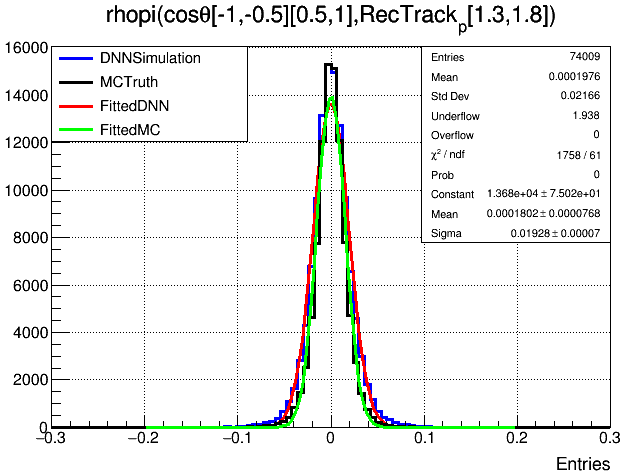 rhopi(cosθ[-1,-0.5][0.5,1],RecTrack_p[1.3,1.8])
16000
14000
12000
10000
8000
6000
4000
2000
0
DNNSimulation
MCTruth
FittedDNN
FittedMC
Entries 74009
Mean 0.0001976
Std Dev 0.02166
Underflow 1.938
Overflow 0
χ² / ndf 1758 / 61
Prob 0
Constant 1.368e+04 ± 7.502e+01
Mean 0.0001802 ± 0.0000768
Sigma 0.01928 ± 0.00007
−0.3 −0.2 −0.1 0 0.1 0.2 0.3
Entries